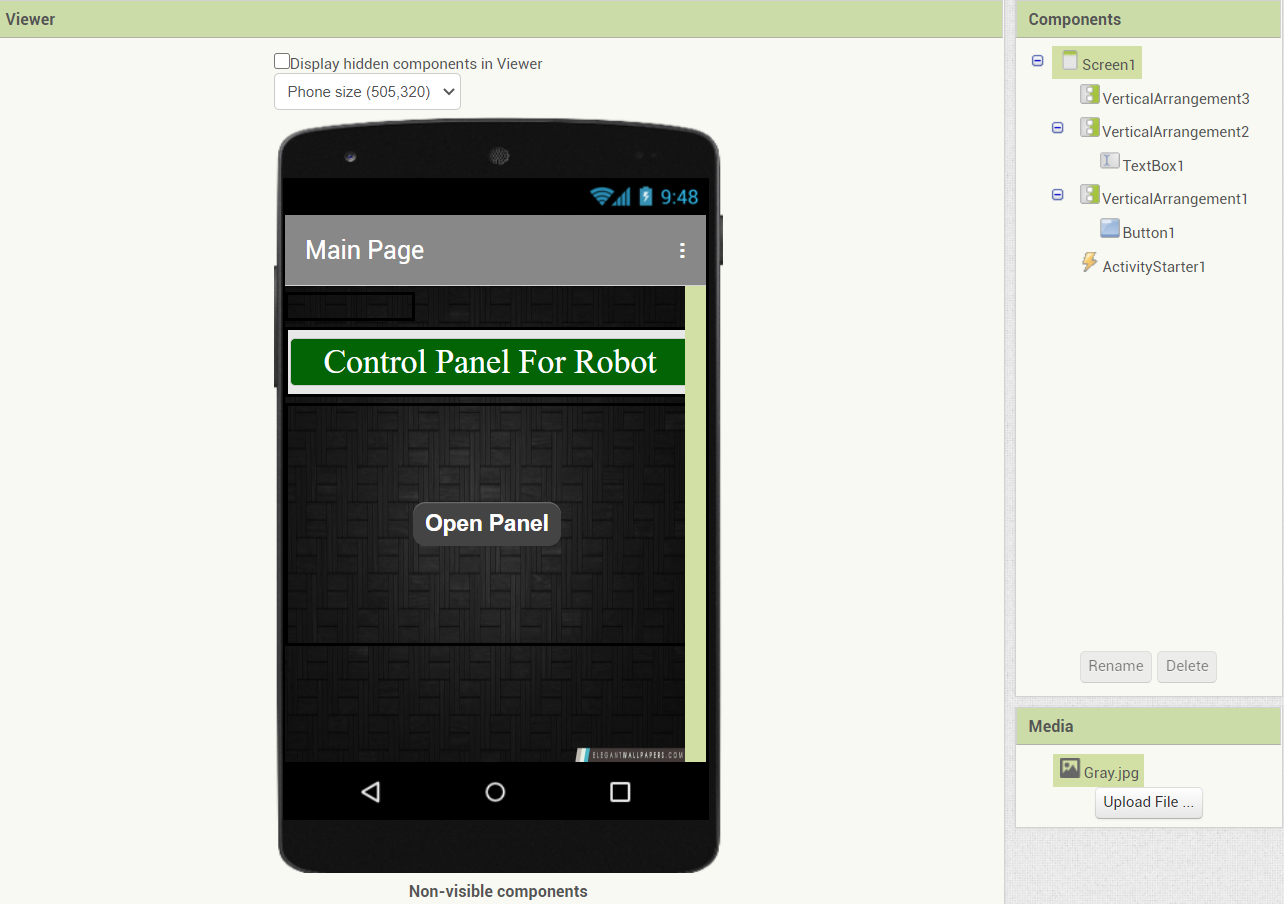 Viewer
Display hidden components in Viewer
Phone size (505,320)
9:48
Main Page
Control Panel For Robot
Open Panel
ELEGANTWALLPAPERS.COM
Non-visible components
Components
Screen1
VerticalArrangement3
VerticalArrangement2
TextBox1
VerticalArrangement1
Button1
ActivityStarter1
Rename Delete
Media
Gray.jpg
Upload File ...